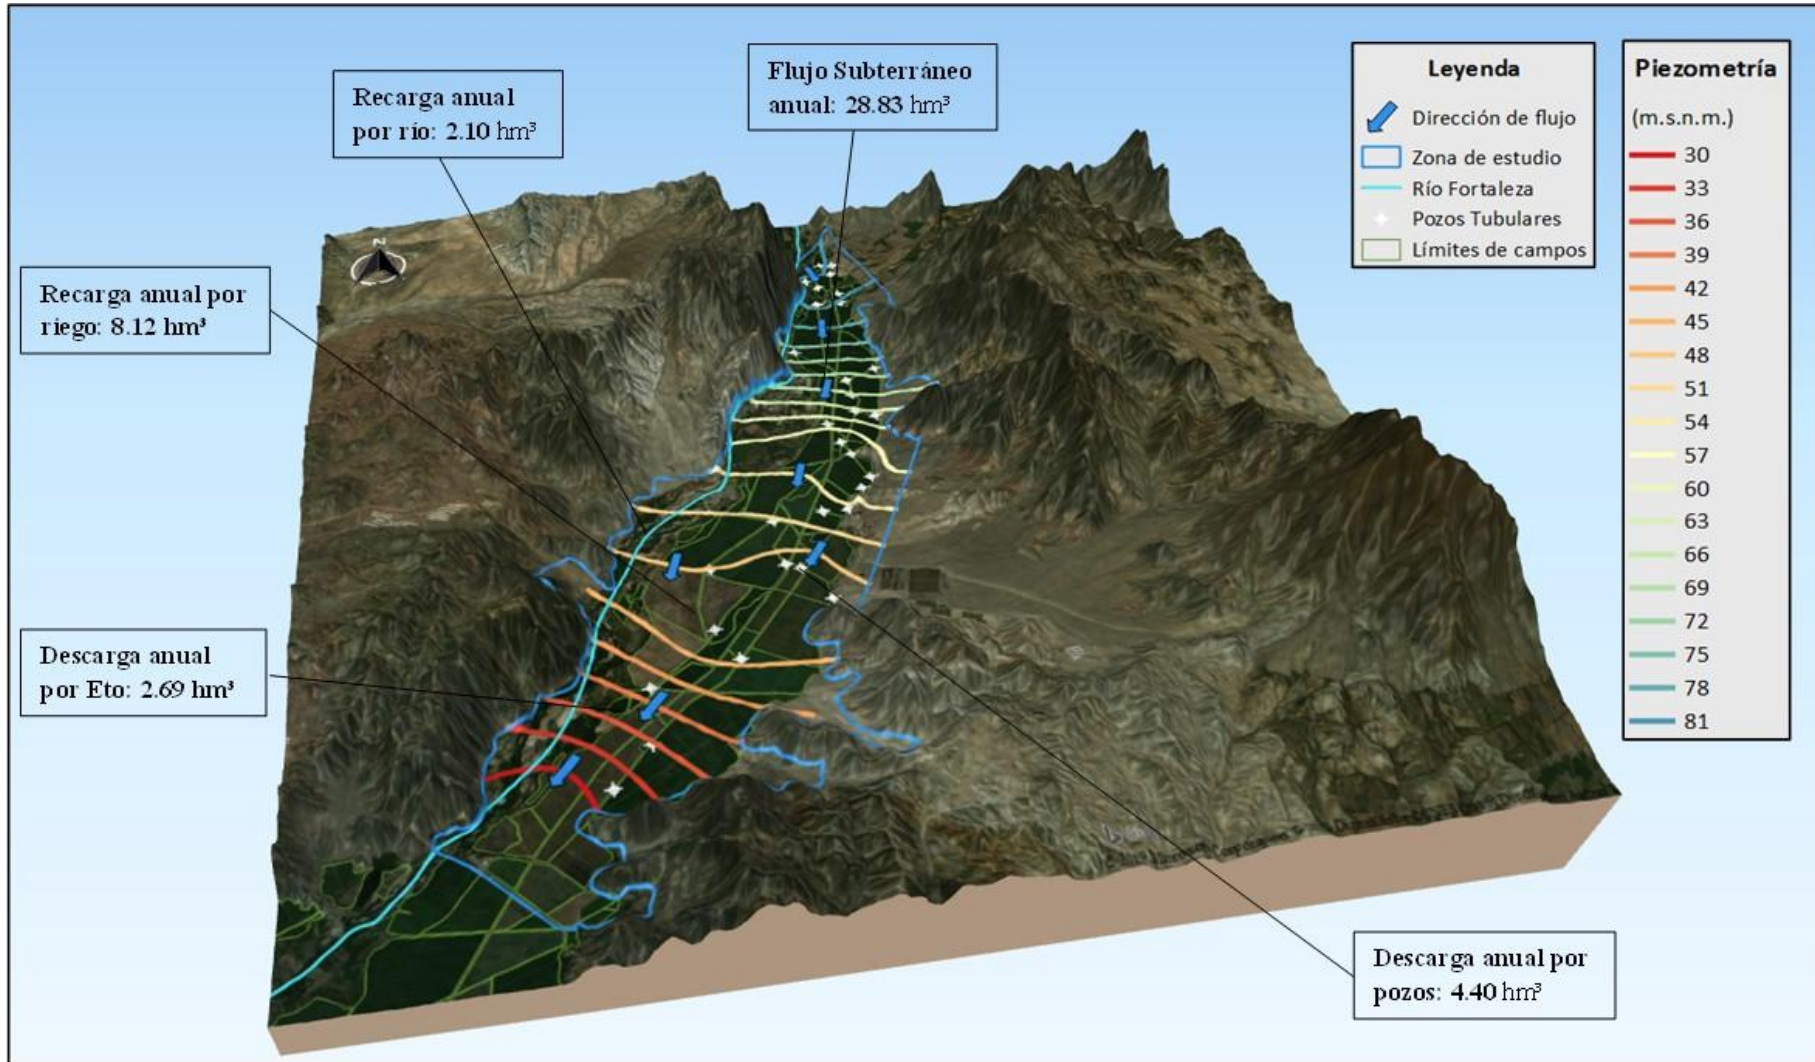 Flujo Subterráneo
anual: 28.83 hm³
Recarga anual
por río: 2.10 hm³
Recarga anual por
riego: 8.12 hm³
Descarga anual
por Eto: 2.69 hm³
Descarga anual por
pozos: 4.40 hm³
N
Leyenda
Dirección de flujo
Zona de estudio
Río Fortaleza
Pozos Tubulares
Límites de campos
Piezometría
(m.s.n.m.)
30
33
36
39
42
45
48
51
54
57
60
63
66
69
72
75
78
81